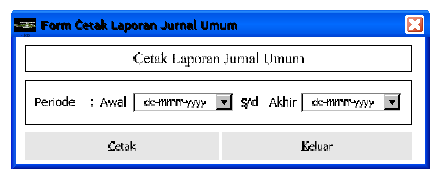 Form Cetak Laporan Jurnal Umum
Cetak Laporan Jurnal Umum
Periode : Awal dd-mmm-yyyy s/d Akhir dd-mmm-yyyy
Cetak Keluar